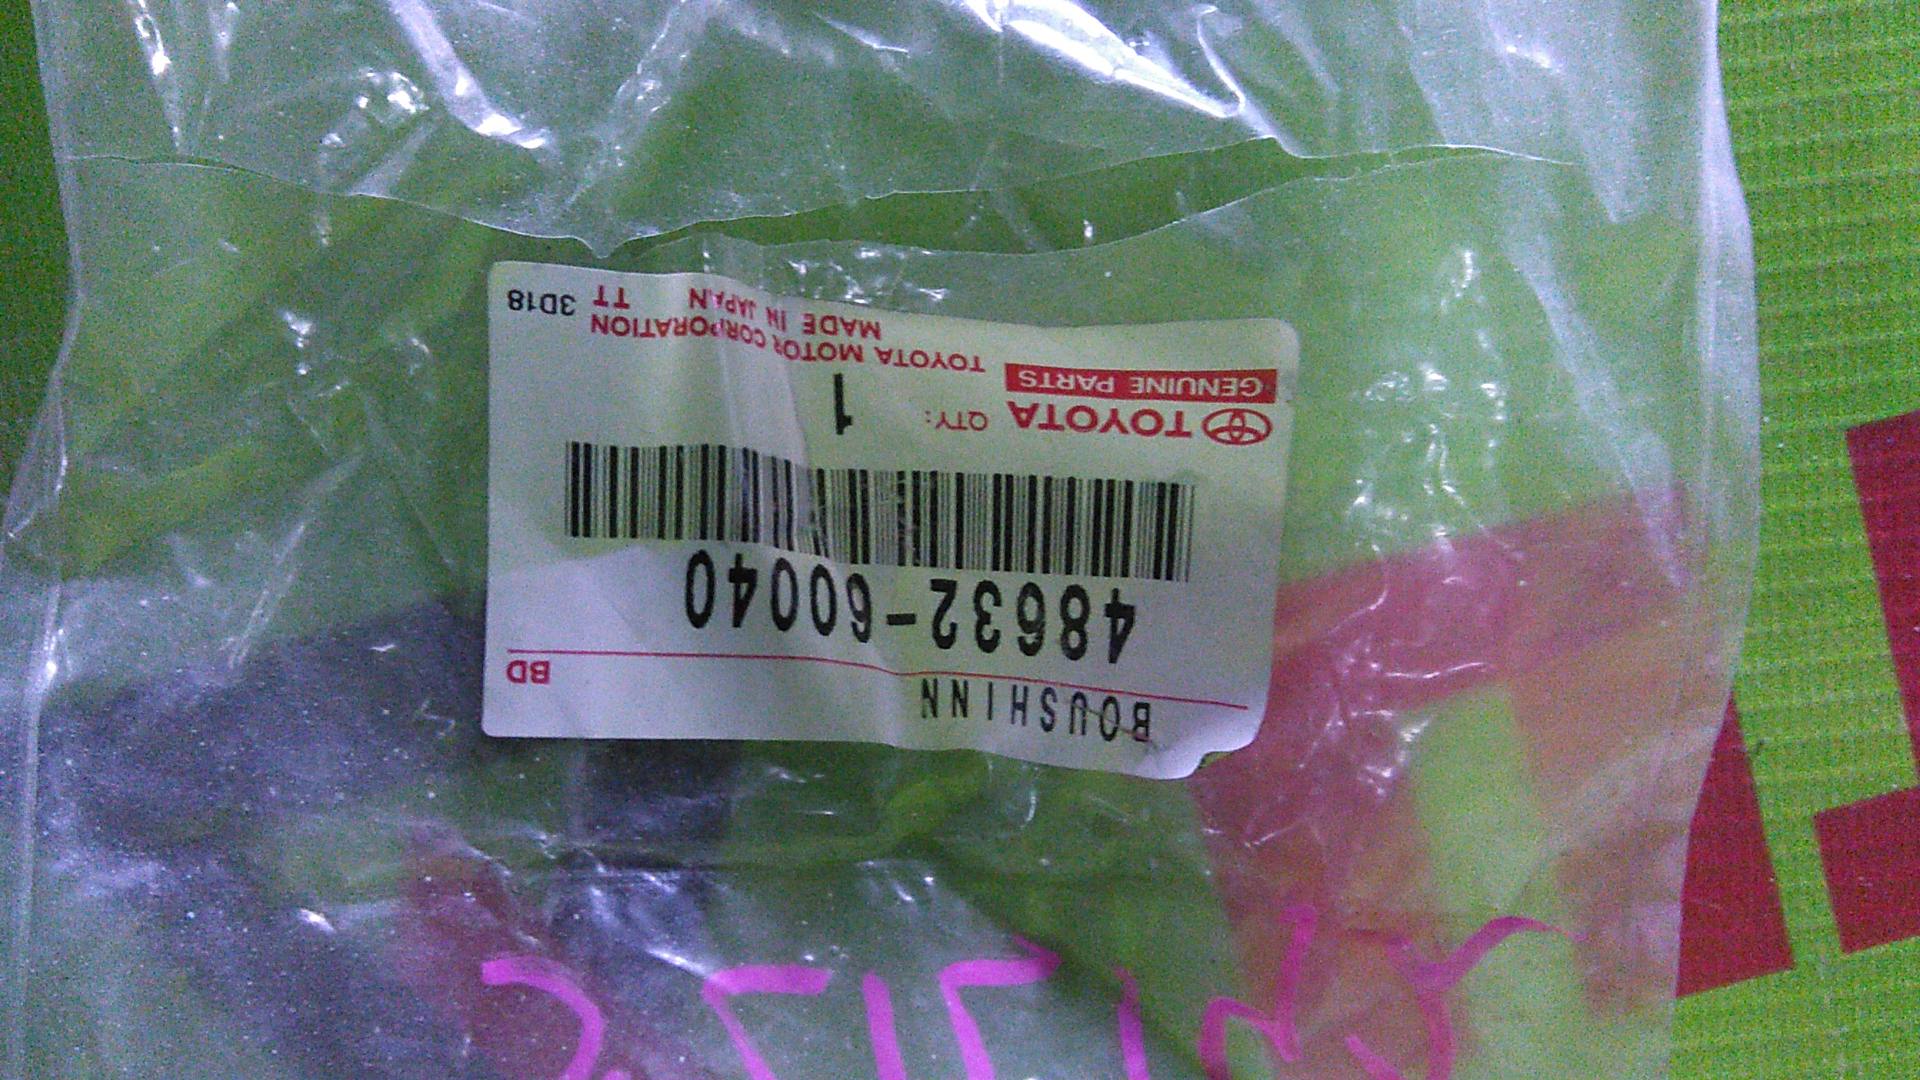 BOUSHINN
BD
48632-60040
TOYOTA QTY: 1
GENUINE PARTS
TOYOTA MOTOR CORPORATION
MADE IN JAPAN TT 3D18